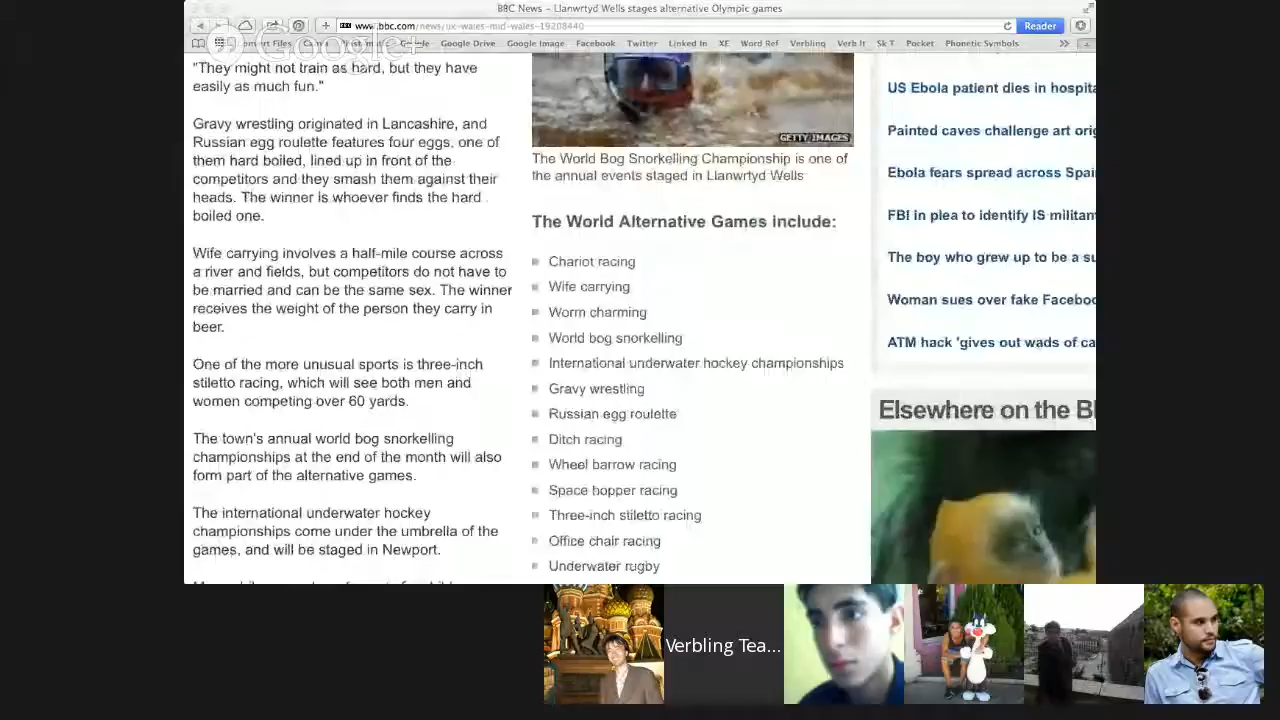 BBC News – Llanwrtyd Wells stages alternative Olympic games
www.bbc.com/news/uk-wales-mid-wales-19208440
Reader
Google+
Google Drive
Google Image
Facebook
Twitter
Linked In
XE
Word Ref
Verbling
Verb It
Sk T
Pocket
Phonetic Symbols
"They might not train as hard, but they have
easily as much fun."
Gravy wrestling originated in Lancashire, and
Russian egg roulette features four eggs, one of
them hard boiled, lined up in front of the
competitors and they smash them against their
heads. The winner is whoever finds the hard
boiled one.
Wife carrying involves a half-mile course across
a river and fields, but competitors do not have to
be married and can be the same sex. The winner
receives the weight of the person they carry in
beer.
One of the more unusual sports is three-inch
stiletto racing, which will see both men and
women competing over 60 yards.
The town's annual world bog snorkelling
championships at the end of the month will also
form part of the alternative games.
The international underwater hockey
championships come under the umbrella of the
games, and will be staged in Newport.
GETTY IMAGES
The World Bog Snorkelling Championship is one of
the annual events staged in Llanwrtyd Wells
The World Alternative Games include:
Chariot racing
Wife carrying
Worm charming
World bog snorkelling
International underwater hockey championships
Gravy wrestling
Russian egg roulette
Ditch racing
Wheel barrow racing
Space hopper racing
Three-inch stiletto racing
Office chair racing
Underwater rugby
US Ebola patient dies in hospita
Painted caves challenge art orig
Ebola fears spread across Spai
FBI in plea to identify IS militan
The boy who grew up to be a su
Woman sues over fake Faceboo
ATM hack 'gives out wads of ca
Elsewhere on the B
Verbling Tea...